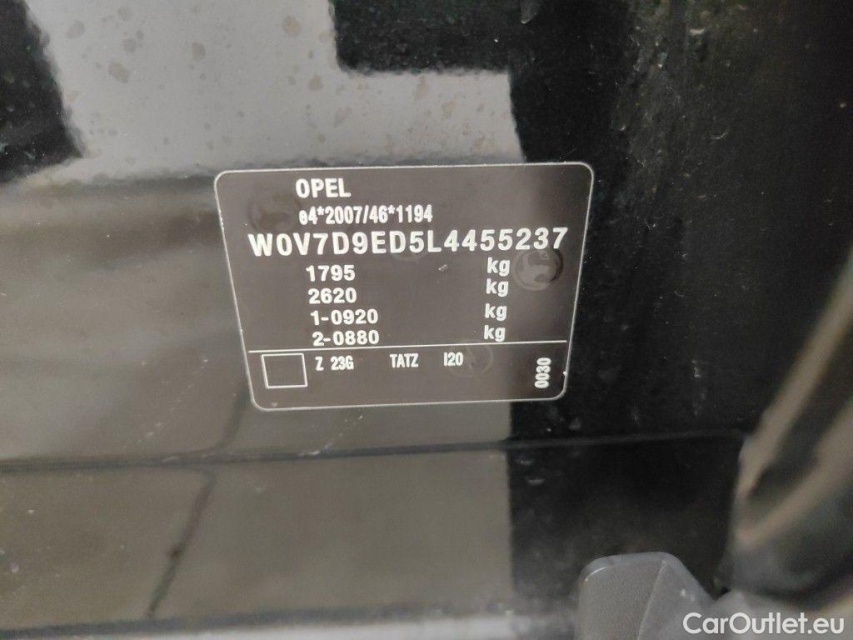 OPEL
e4*2007/46*1194
W0V7D9ED5L4455237
1795 kg
2620 kg
1-0920 kg
2-0880 kg
Z 23G TATZ I20
0030
CarOutlet.eu